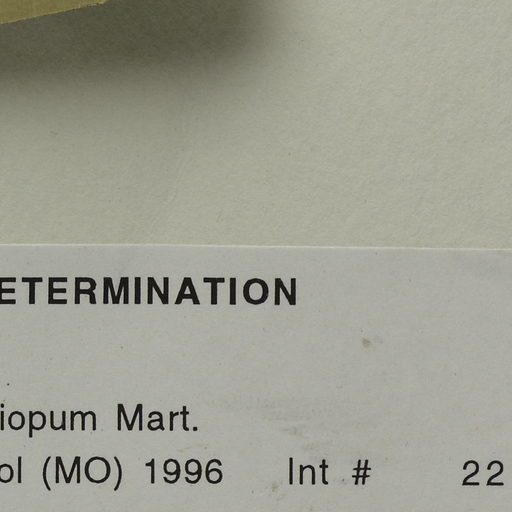 ETERMINATION
iopum Mart.
ol (MO) 1996 Int # 22